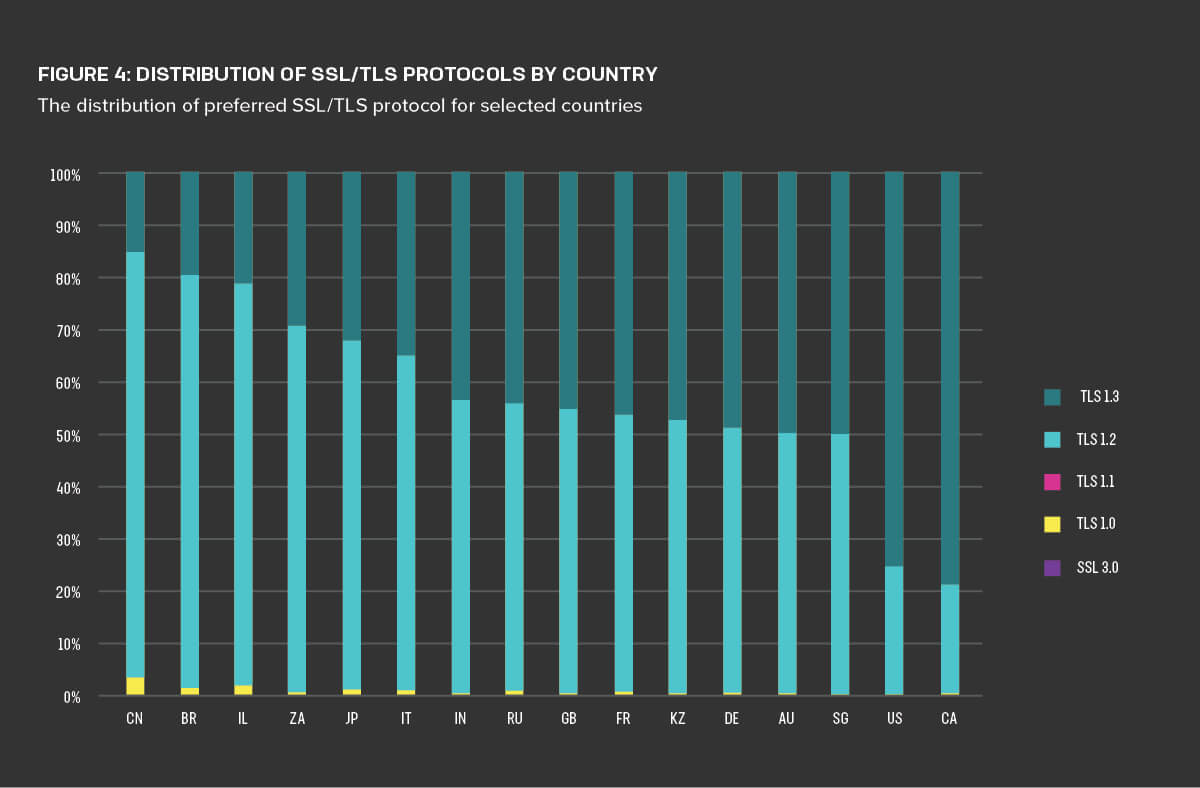 FIGURE 4: DISTRIBUTION OF SSL/TLS PROTOCOLS BY COUNTRY
The distribution of preferred SSL/TLS protocol for selected countries
100%
90%
80%
70%
60%
50%
40%
30%
20%
10%
0%
CN BR IL ZA JP IT IN RU GB FR KZ DE AU SG US CA
TLS 1.3
TLS 1.2
TLS 1.1
TLS 1.0
SSL 3.0